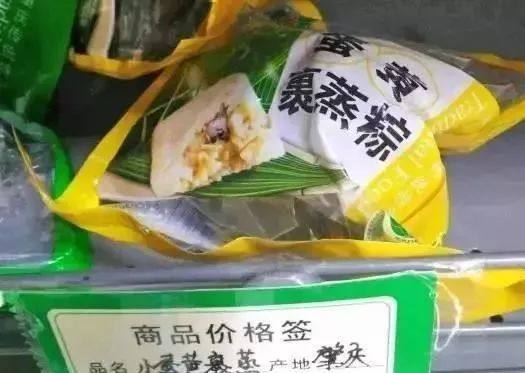 蛋黄
裹蒸粽
商品价格签
品名 小蛋黄裹蒸 产地 肇庆